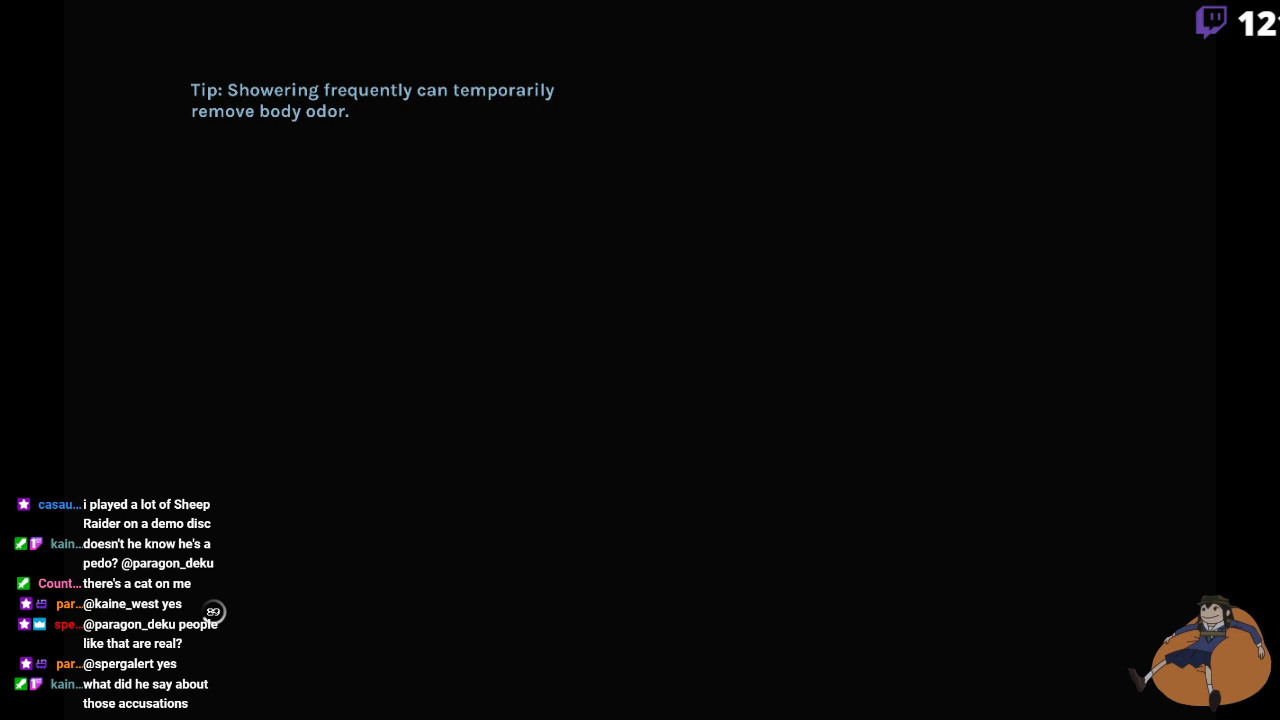 12
Tip: Showering frequently can temporarily
remove body odor.
casau... i played a lot of Sheep
Raider on a demo disc
kain... doesn't he know he's a
pedo? @paragon_deku
Count... there's a cat on me
par... @kalne_west yes
89
spe... @paragon_deku people
like that are real?
par... @spergalert yes
kain... what did he say about
those accusations